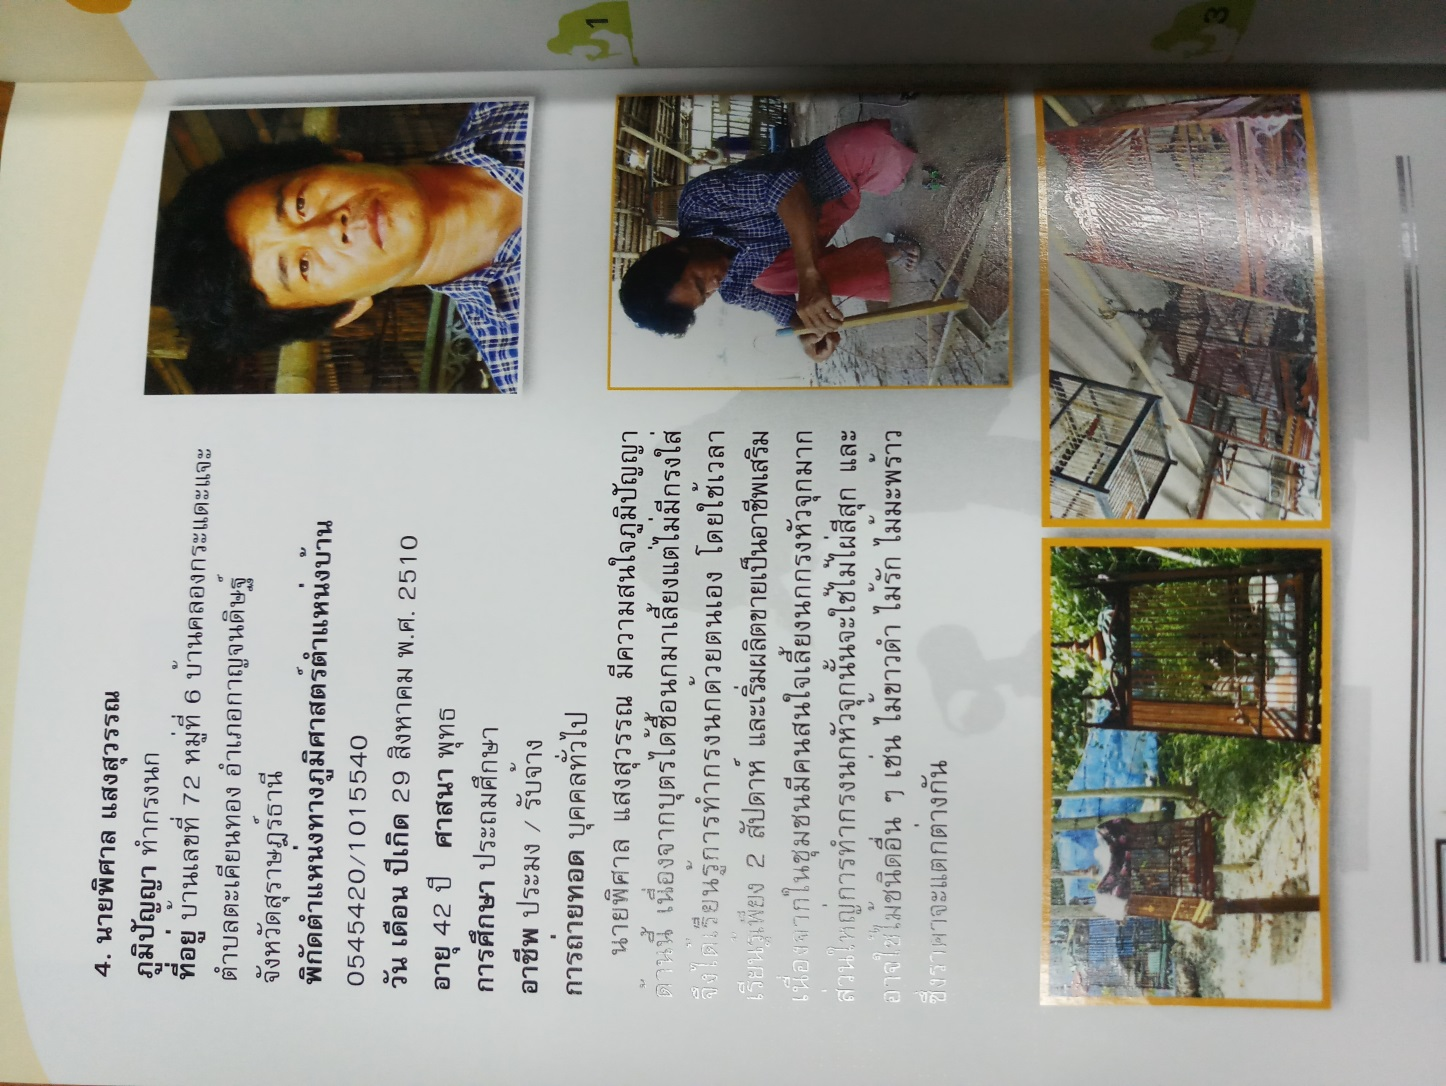 4. นายพิศาล แสงสุวรรณ
ภูมิปัญญา ทำกรงนก
ที่อยู่ บ้านเลขที่ 72 หมู่ที่ 6 บ้านคลองกระแดะแจะ
ตำบลตะเคียนทอง อำเภอกาญจนดิษฐ์
จังหวัดสุราษฎร์ธานี
พิกัดตำแหน่งทางภูมิศาสตร์ตำแหน่งบ้าน
0545420/1015540
วัน เดือน ปีเกิด 29 สิงหาคม พ.ศ. 2510
อายุ 42 ปี ศาสนา พุทธ
การศึกษา ประถมศึกษา
อาชีพ ประมง / รับจ้าง
การถ่ายทอด บุคคลทั่วไป
นายพิศาล แสงสุวรรณ มีความสนใจภูมิปัญญา
ด้านนี้ เนื่องจากบุตรได้ซื้อนกมาเลี้ยงแต่ไม่มีกรงใส่
จึงได้เรียนรู้การทำกรงนกด้วยตนเอง โดยใช้เวลา
เรียนรู้เพียง 2 สัปดาห์ และเริ่มผลิตขายเป็นอาชีพเสริม
เนื่องจากในชุมชนมีคนสนใจเลี้ยงนกกรงหัวจุกมาก
ส่วนใหญ่การทำกรงนกหัวจุกนั้นจะใช้ไม้ไผ่สีสุก และ
อาจใช้ไม้ชนิดอื่น ๆ เช่น ไม้ขาวดำ ไม้รัก ไม้มะพร้าว
ซึ่งราคาจะแตกต่างกัน
1
3